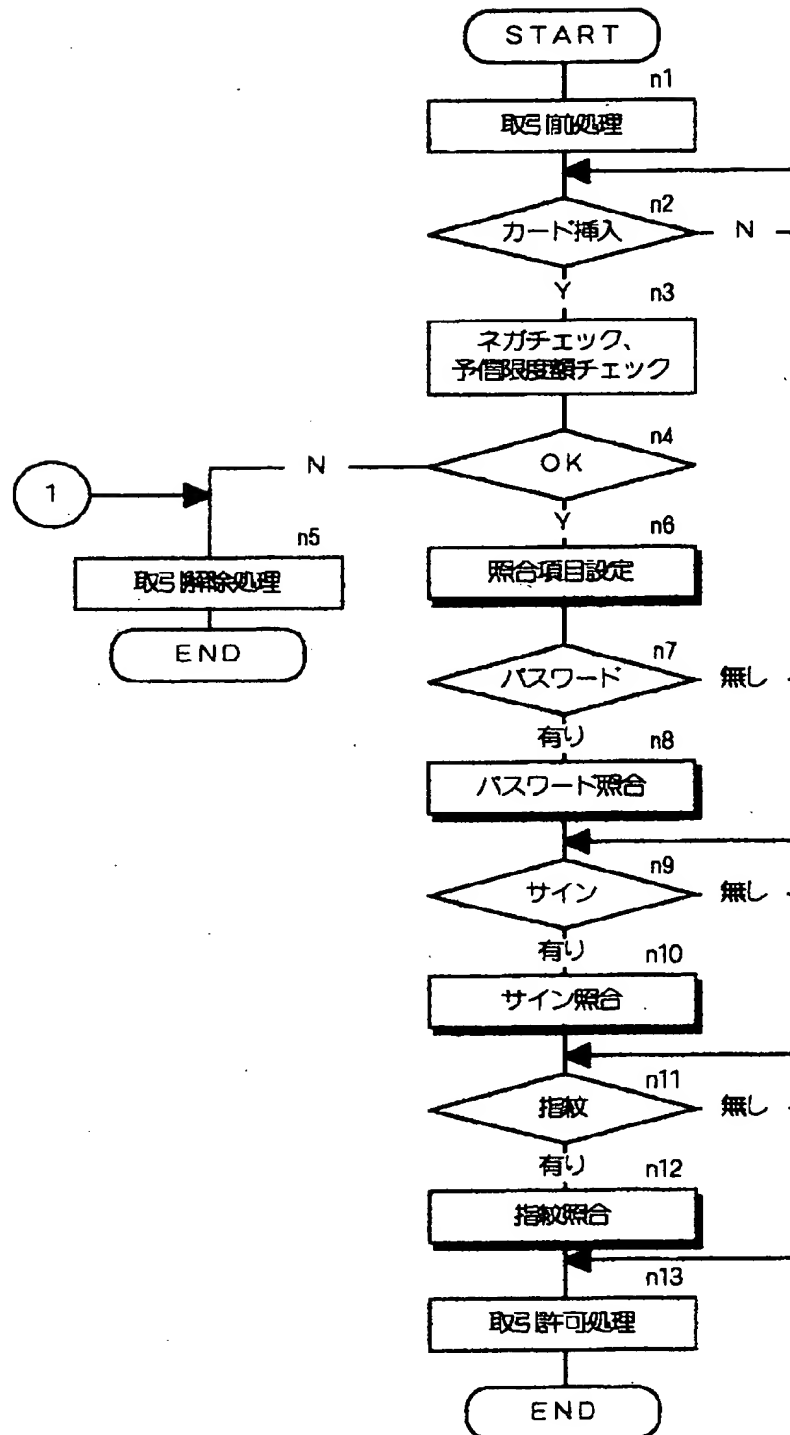 START
n1
取引前処理
n2
カード挿入
N
Y
n3
ネガチェック、
予信限度額チェック
n4
OK
N
1
Y
n5
取引解除処理
END
n6
照合項目設定
n7
パスワード
無し
有り
n8
パスワード照合
n9
サイン
無し
有り
n10
サイン照合
n11
指紋
無し
有り
n12
指紋照合
n13
取引許可処理
END